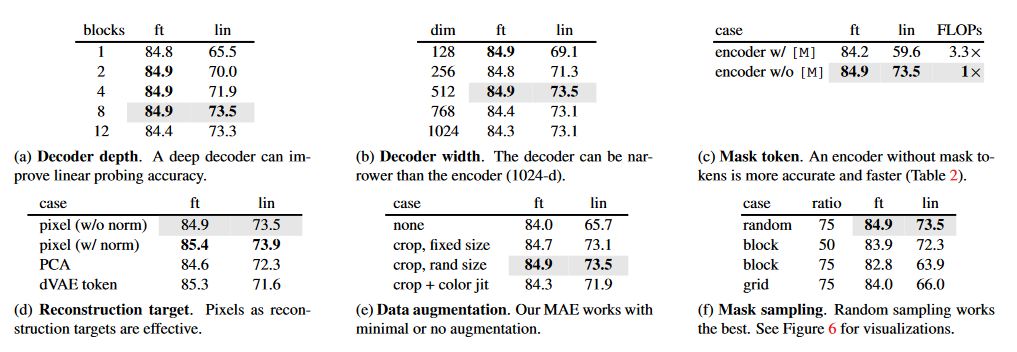 blocks ft lin
1 84.8 65.5
2 84.9 70.0
4 84.9 71.9
8 84.9 73.5
12 84.4 73.3
(a) Decoder depth. A deep decoder can im-
prove linear probing accuracy.
dim ft lin
128 84.9 69.1
256 84.8 71.3
512 84.9 73.5
768 84.4 73.1
1024 84.3 73.1
(b) Decoder width. The decoder can be nar-
rower than the encoder (1024-d).
case ft lin FLOPs
encoder w/ [M] 84.2 59.6 3.3×
encoder w/o [M] 84.9 73.5 1×
(c) Mask token. An encoder without mask to-
kens is more accurate and faster (Table 2).
case ft lin
pixel (w/o norm) 84.9 73.5
pixel (w/ norm) 85.4 73.9
PCA 84.6 72.3
dVAE token 85.3 71.6
(d) Reconstruction target. Pixels as recon-
struction targets are effective.
case ft lin
none 84.0 65.7
crop, fixed size 84.7 73.1
crop, rand size 84.9 73.5
crop + color jit 84.3 71.9
(e) Data augmentation. Our MAE works with
minimal or no augmentation.
case ratio ft lin
random 75 84.9 73.5
block 50 83.9 72.3
block 75 82.8 63.9
grid 75 84.0 66.0
(f) Mask sampling. Random sampling works
the best. See Figure 6 for visualizations.